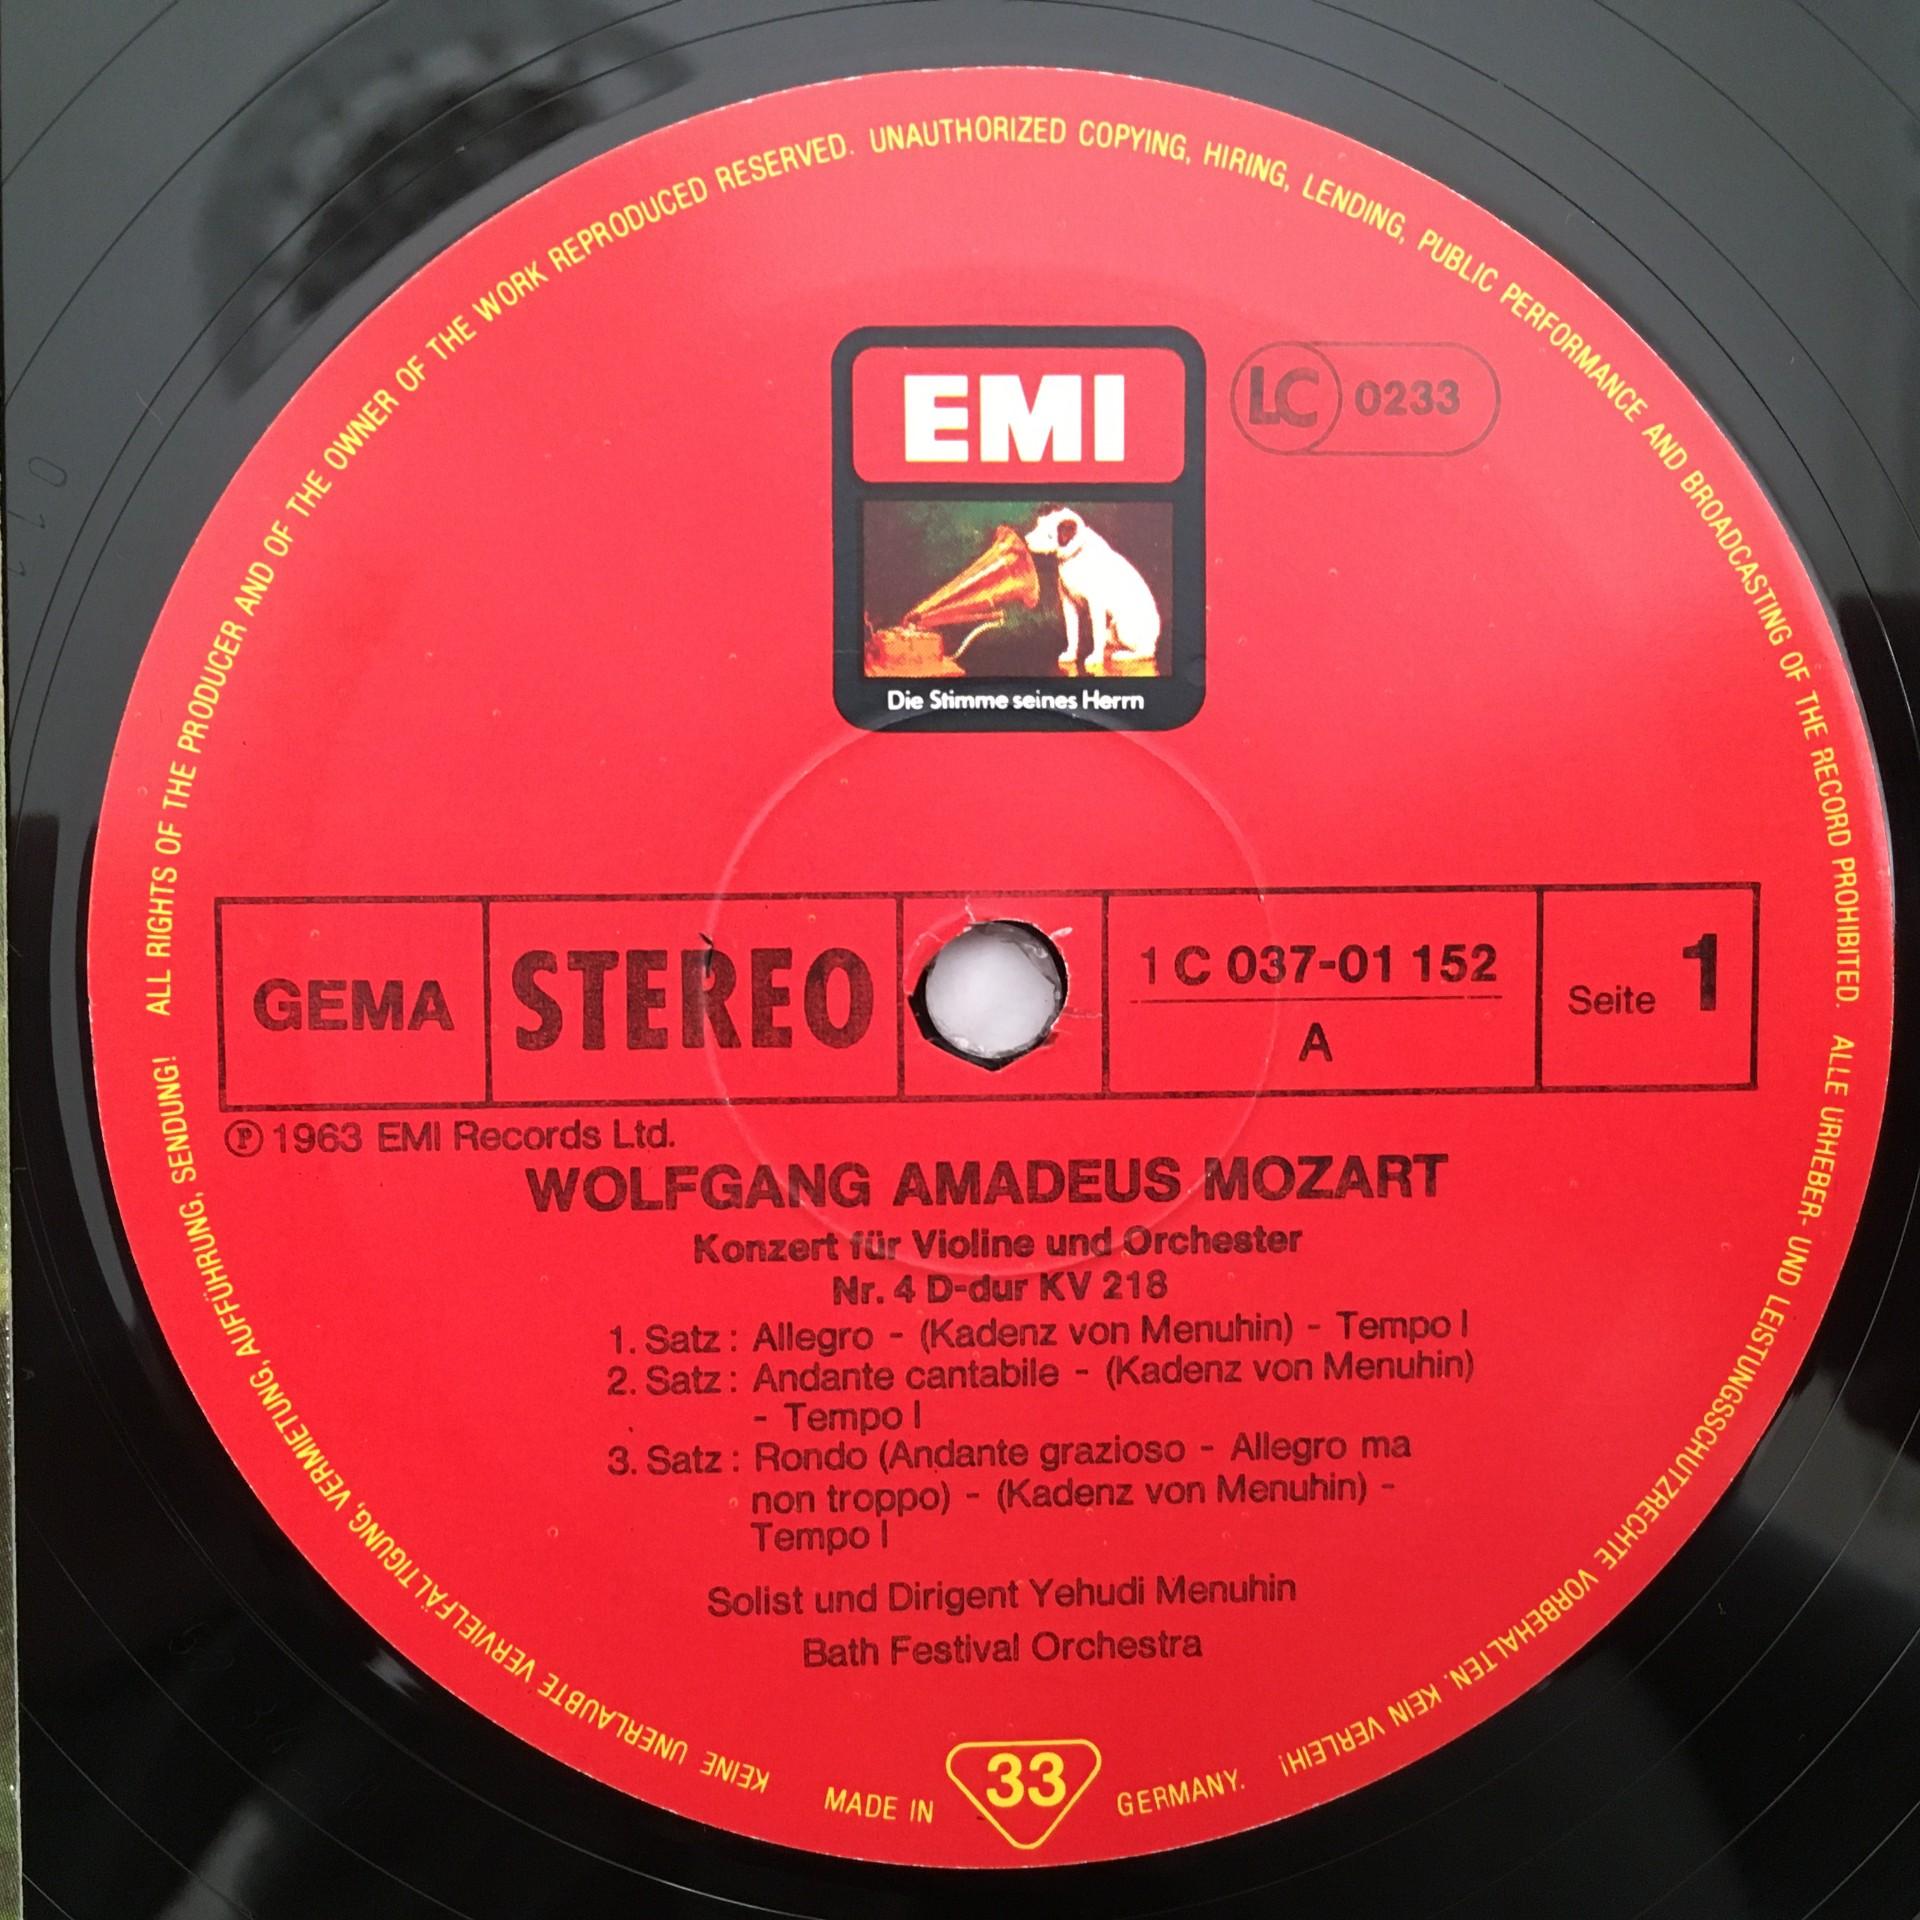 ALL RIGHTS OF THE PRODUCER AND OF THE OWNER OF THE WORK REPRODUCED RESERVED. UNAUTHORIZED COPYING, HIRING, LENDING, PUBLIC PERFORMANCE AND BROADCASTING OF THE RECORD PROHIBITED.
EMI
LC 0233
Die Stimme seines Herrn
GEMA
STEREO
1 C 037-01 152
A
Seite 1
Ⓟ 1963 EMI Records Ltd.
WOLFGANG AMADEUS MOZART
Konzert für Violine und Orchester
Nr. 4 D-dur KV 218
1. Satz: Allegro - (Kadenz von Menuhin) - Tempo I
2. Satz: Andante cantabile - (Kadenz von Menuhin)
- Tempo I
3. Satz: Rondo (Andante grazioso - Allegro ma
non troppo) - (Kadenz von Menuhin) -
Tempo I
Solist und Dirigent Yehudi Menuhin
Bath Festival Orchestra
ALLE URHEBER- UND LEISTUNGSSCHUTZRECHTE VORBEHALTEN. KEIN VERLEIH! KEINE UNERLAUBTE VERVIELFÄLTIGUNG, VERMIETUNG, AUFFÜHRUNG, SENDUNG!
MADE IN 33 GERMANY.